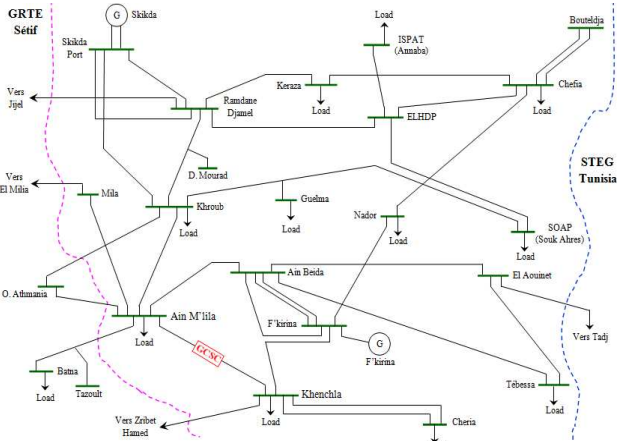 GRTE
Sétif
G
Skikda
Skikda
Port
Load
ISPAT
(Annaba)
Bouteldja
Keraza
Load
Chefia
Load
Vers
Jijel
Ramdane
Djamel
ELHDP
D. Mourad
STEG
Tunisia
Vers
El Milia
Mila
Khroub
Load
Guelma
Load
Nador
Load
SOAP
(Souk Ahres)
Load
O. Athmania
Ain Beida
El Aouinet
Ain M'lila
Load
F'kirina
G
F'kirina
Vers Tadj
GCSC
Batna
Load
Tazoult
Khenchla
Load
Tébessa
Load
Vers Zribet
Hamed
Cheria